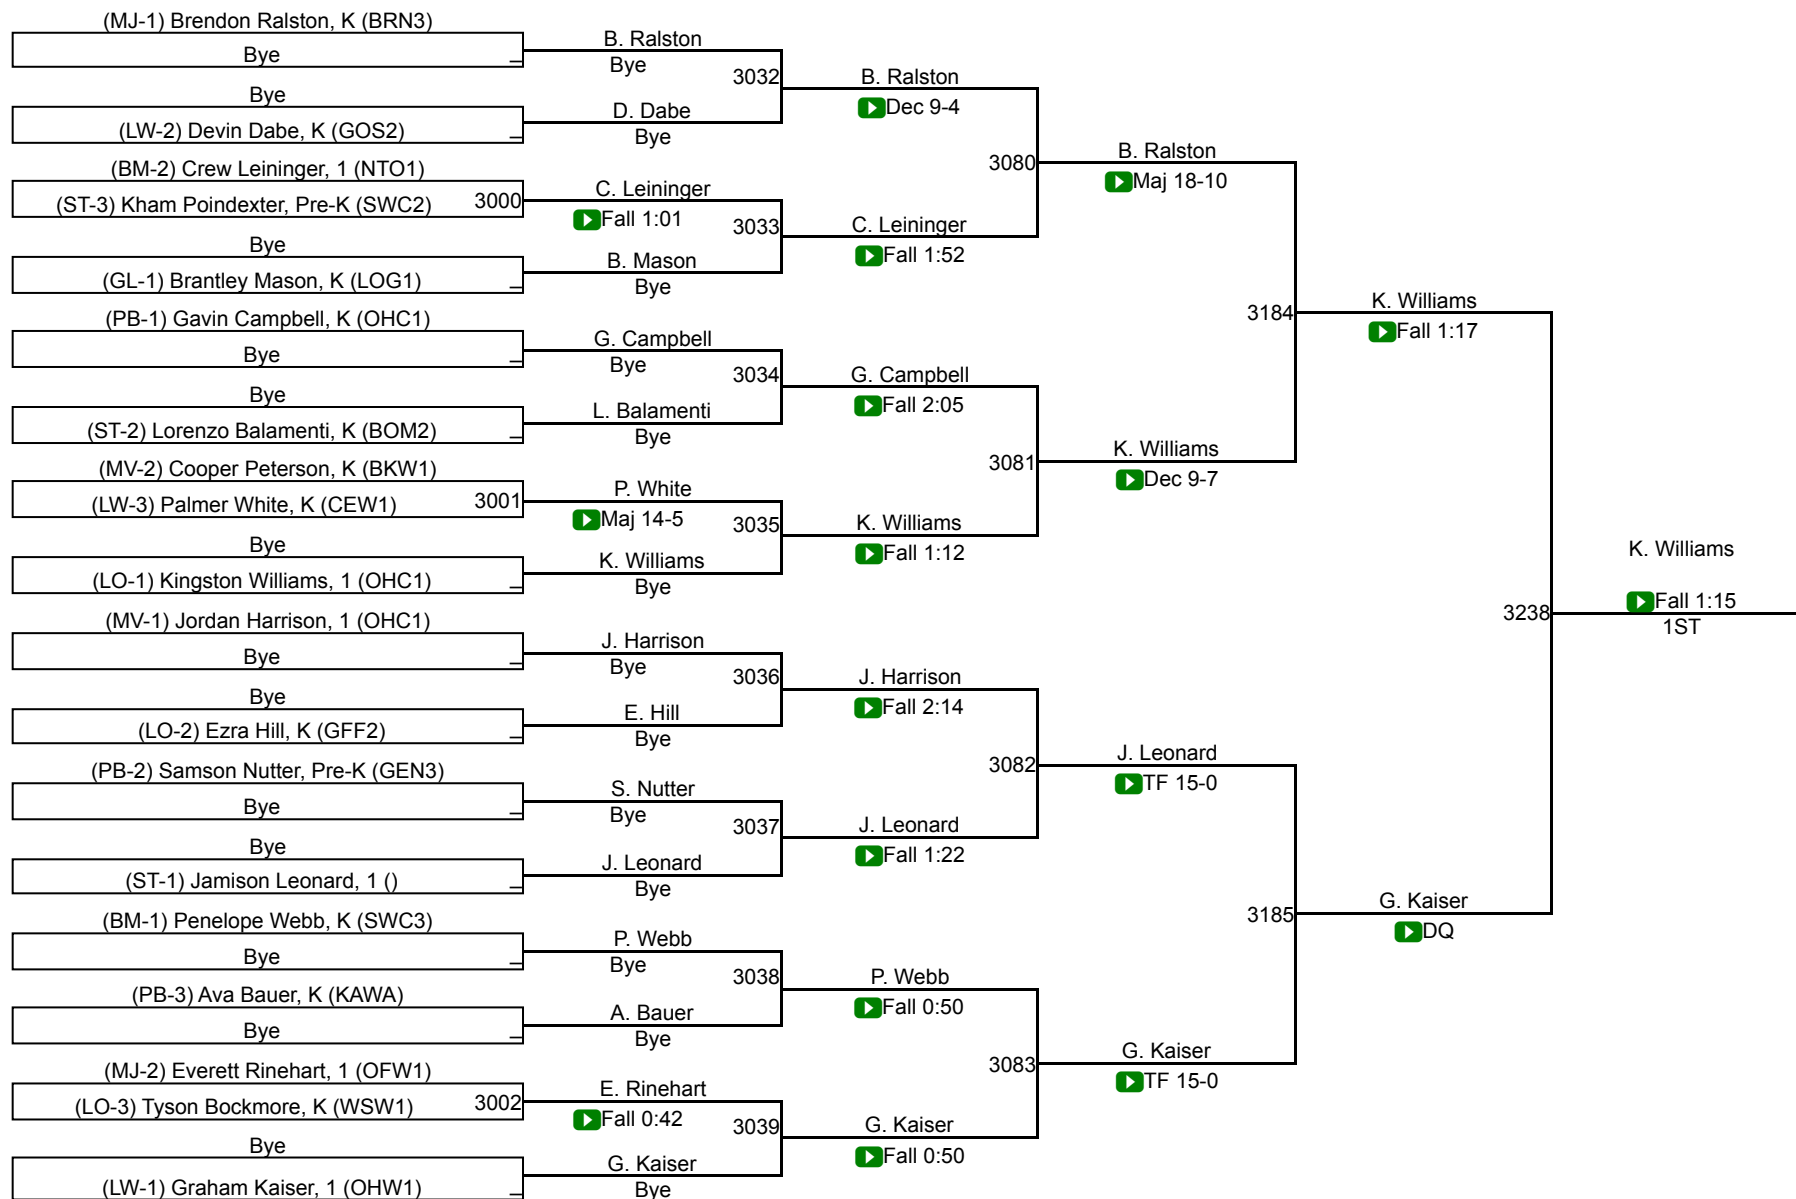 (MJ-1) Brendon Ralston, K (BRN3)
Bye
Bye
(LW-2) Devin Dabe, K (GOS2)
(BM-2) Crew Leininger, 1 (NTO1)
(ST-3) Kham Poindexter, Pre-K (SWC2) 3000
Bye
(GL-1) Brantley Mason, K (LOG1)
(PB-1) Gavin Campbell, K (OHC1)
Bye
Bye
(ST-2) Lorenzo Balamenti, K (BOM2)
(MV-2) Cooper Peterson, K (BKW1)
(LW-3) Palmer White, K (CEW1) 3001
Bye
(LO-1) Kingston Williams, 1 (OHC1)
(MV-1) Jordan Harrison, 1 (OHC1)
Bye
Bye
(LO-2) Ezra Hill, K (GFF2)
(PB-2) Samson Nutter, Pre-K (GEN3)
Bye
Bye
(ST-1) Jamison Leonard, 1 ()
(BM-1) Penelope Webb, K (SWC3)
Bye
(PB-3) Ava Bauer, K (KAWA)
Bye
(MJ-2) Everett Rinehart, 1 (OFW1)
(LO-3) Tyson Bockmore, K (WSW1) 3002
Bye
(LW-1) Graham Kaiser, 1 (OHW1)
B. Ralston
Bye
3032
D. Dabe
Bye
C. Leininger
Fall 1:01
3033
B. Mason
Bye
G. Campbell
Bye
3034
L. Balamenti
Bye
P. White
Maj 14-5
3035
K. Williams
Bye
J. Harrison
Bye
3036
E. Hill
Bye
S. Nutter
Bye
3037
J. Leonard
Bye
P. Webb
Bye
3038
A. Bauer
Bye
E. Rinehart
Fall 0:42
3039
G. Kaiser
Bye
B. Ralston
Dec 9-4
3080
C. Leininger
Fall 1:52
G. Campbell
Fall 2:05
3081
K. Williams
Fall 1:12
J. Harrison
Fall 2:14
3082
J. Leonard
Fall 1:22
P. Webb
Fall 0:50
3083
G. Kaiser
Fall 0:50
B. Ralston
Maj 18-10
3184
K. Williams
Dec 9-7
J. Leonard
TF 15-0
3185
G. Kaiser
TF 15-0
K. Williams
Fall 1:17
3238
G. Kaiser
DQ
K. Williams
Fall 1:15
1ST